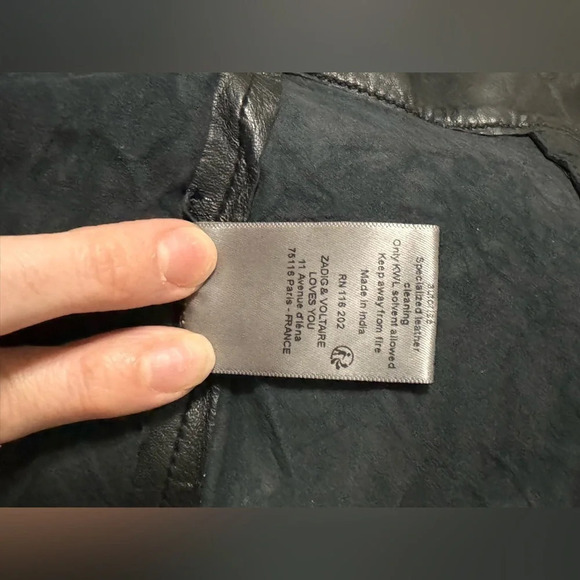 Specialized leather
cleaning
Only KWL solvent allowed
Keep away from fire
Made in India
RN 116 202
ZADIG & VOLTAIRE
LOVES YOU
11 Avenue d'Iéna
75116 Paris - FRANCE